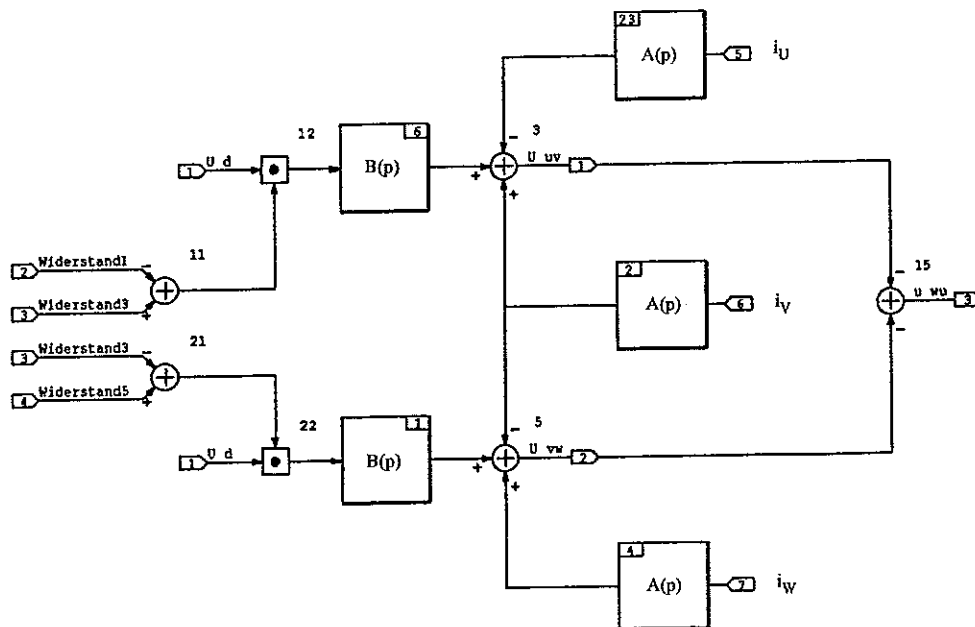 23
A(p)
5
i_U
12
6
3
U d
1
B(p)
U uv
1
-
+
+
11
Widerstand1
2
-
Widerstand3
3
+
2
A(p)
6
i_V
15
-
u wu
3
-
21
Widerstand3
3
-
Widerstand5
4
+
22
1
5
-
U d
1
B(p)
U vw
2
+
+
4
A(p)
7
i_W